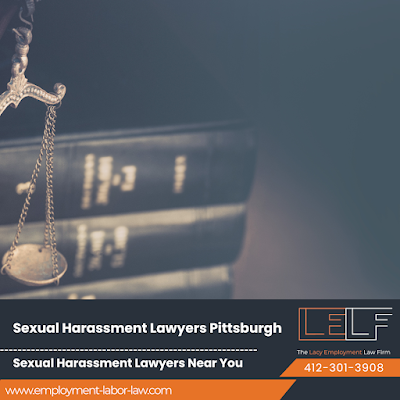 Sexual Harassment Lawyers Pittsburgh
Sexual Harassment Lawyers Near You
LELF
The Lacy Employment Law Firm
412-301-3908
www.employment-labor-law.com